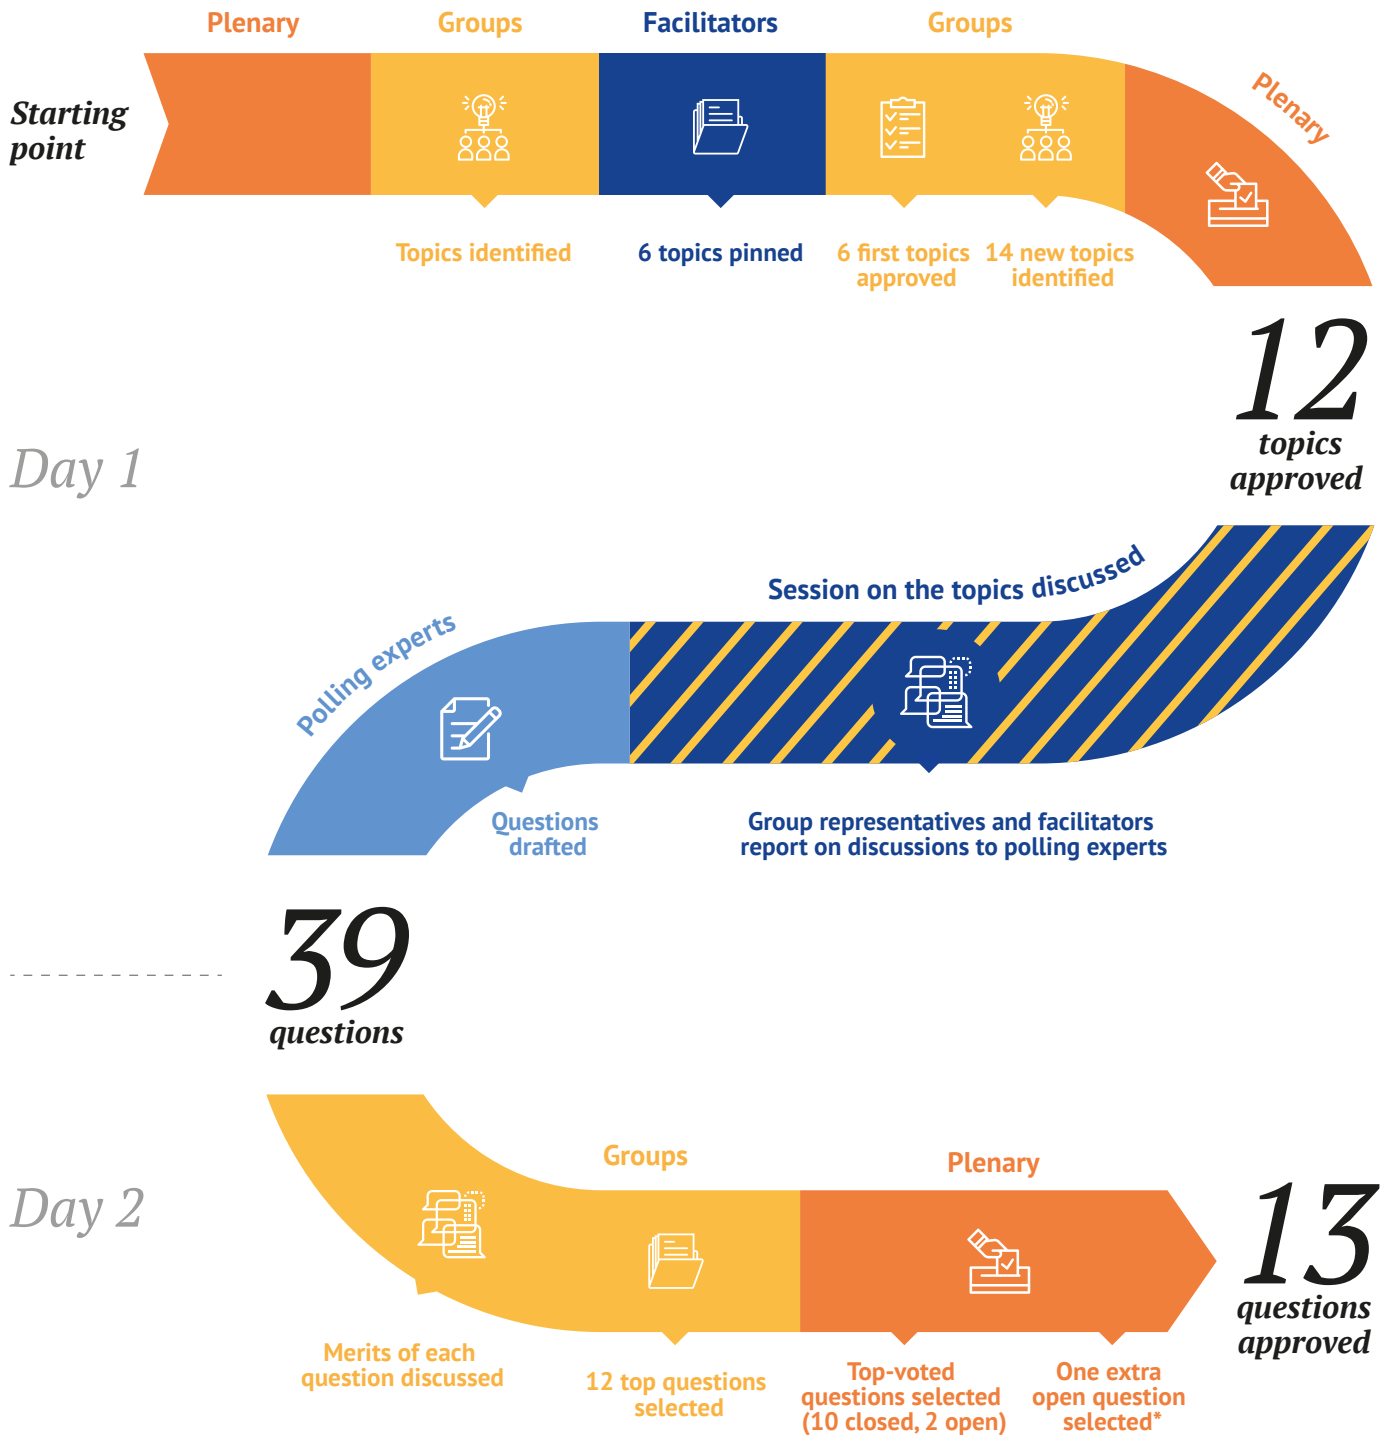 Plenary
Groups
Facilitators
Groups
Plenary
Starting
point
Topics identified
6 topics pinned
6 first topics
approved
14 new topics
identified
12
topics
approved
Day 1
Session on the topics discussed
Polling experts
Questions
drafted
Group representatives and facilitators
report on discussions to polling experts
39
questions
Day 2
Groups
Plenary
13
questions
approved
Merits of each
question discussed
12 top questions
selected
Top-voted
questions selected
(10 closed, 2 open)
One extra
open question
selected*